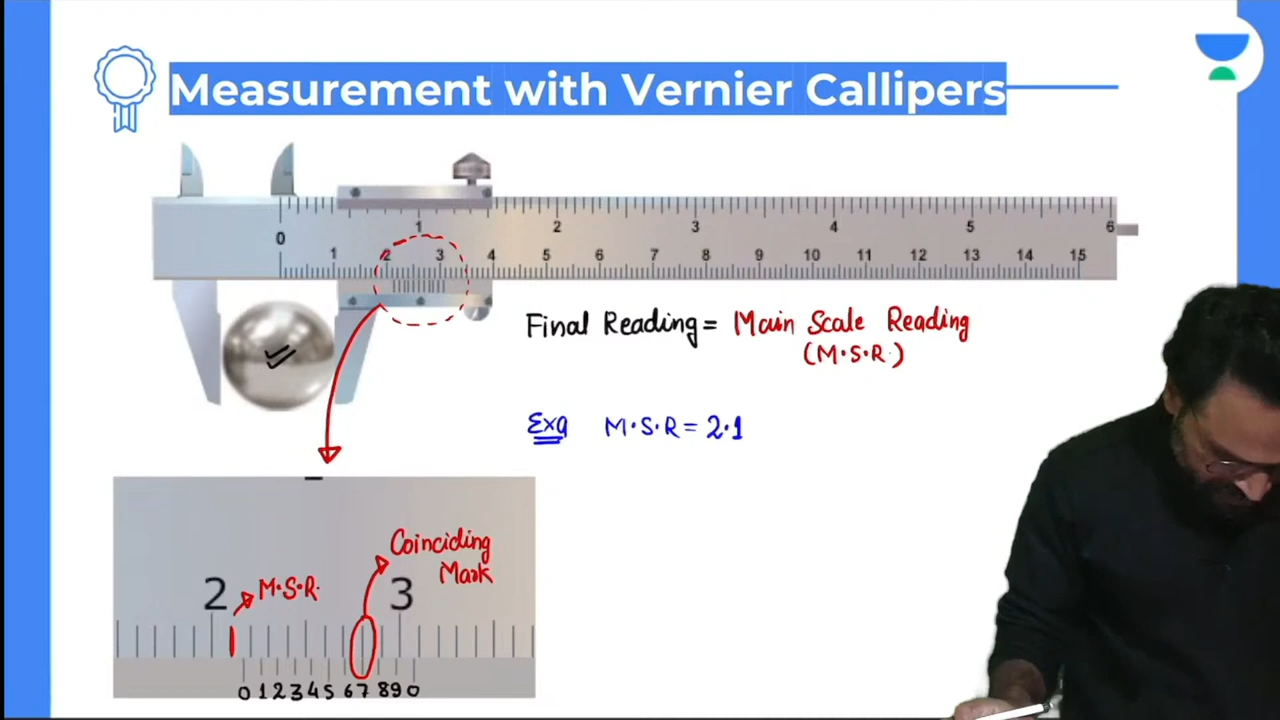 Measurement with Vernier Callipers
1 2 3 4 5 6
0
1 2 3 4 5 6 7 8 9 10 11 12 13 14 15
Final Reading = Main Scale Reading
(M.S.R.)
Exa M.S.R = 2.1
Coinciding
Mark
2 M.S.R. 3
0 1 2 3 4 5 6 7 8 9 0